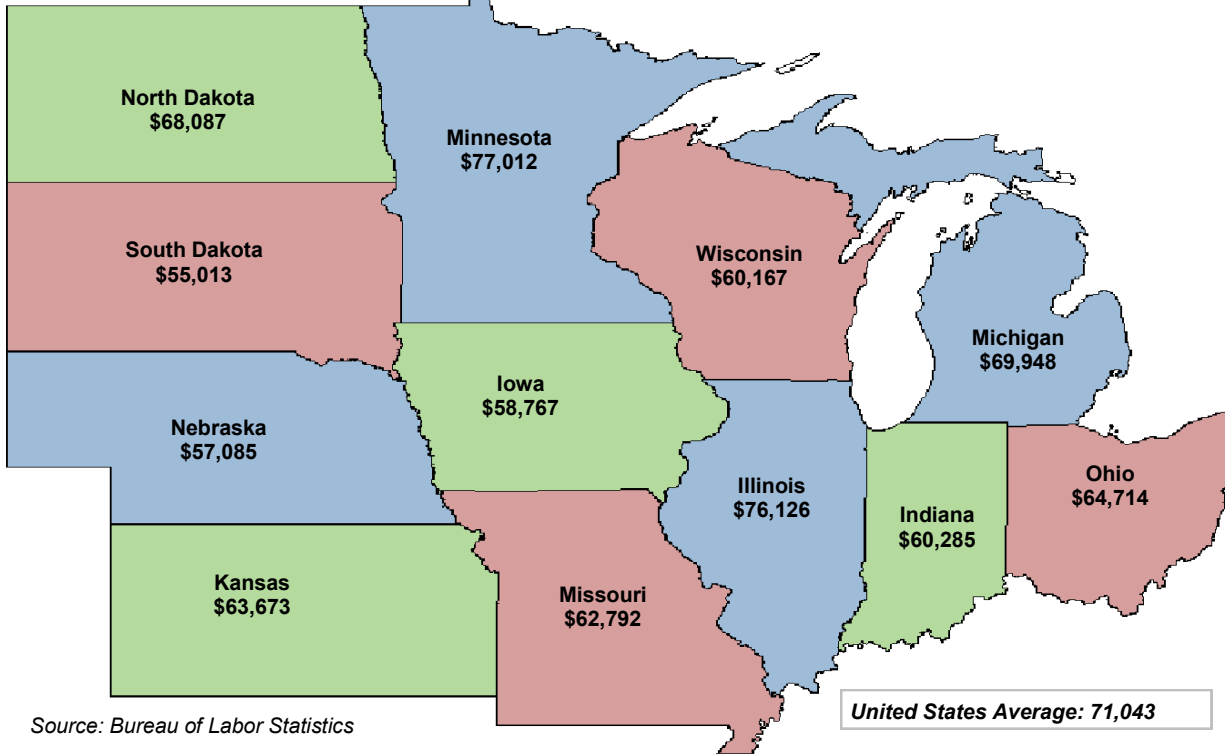 North Dakota
$68,087
Minnesota
$77,012
South Dakota
$55,013
Wisconsin
$60,167
Michigan
$69,948
Iowa
$58,767
Nebraska
$57,085
Illinois
$76,126
Indiana
$60,285
Ohio
$64,714
Kansas
$63,673
Missouri
$62,792
Source: Bureau of Labor Statistics
United States Average: 71,043